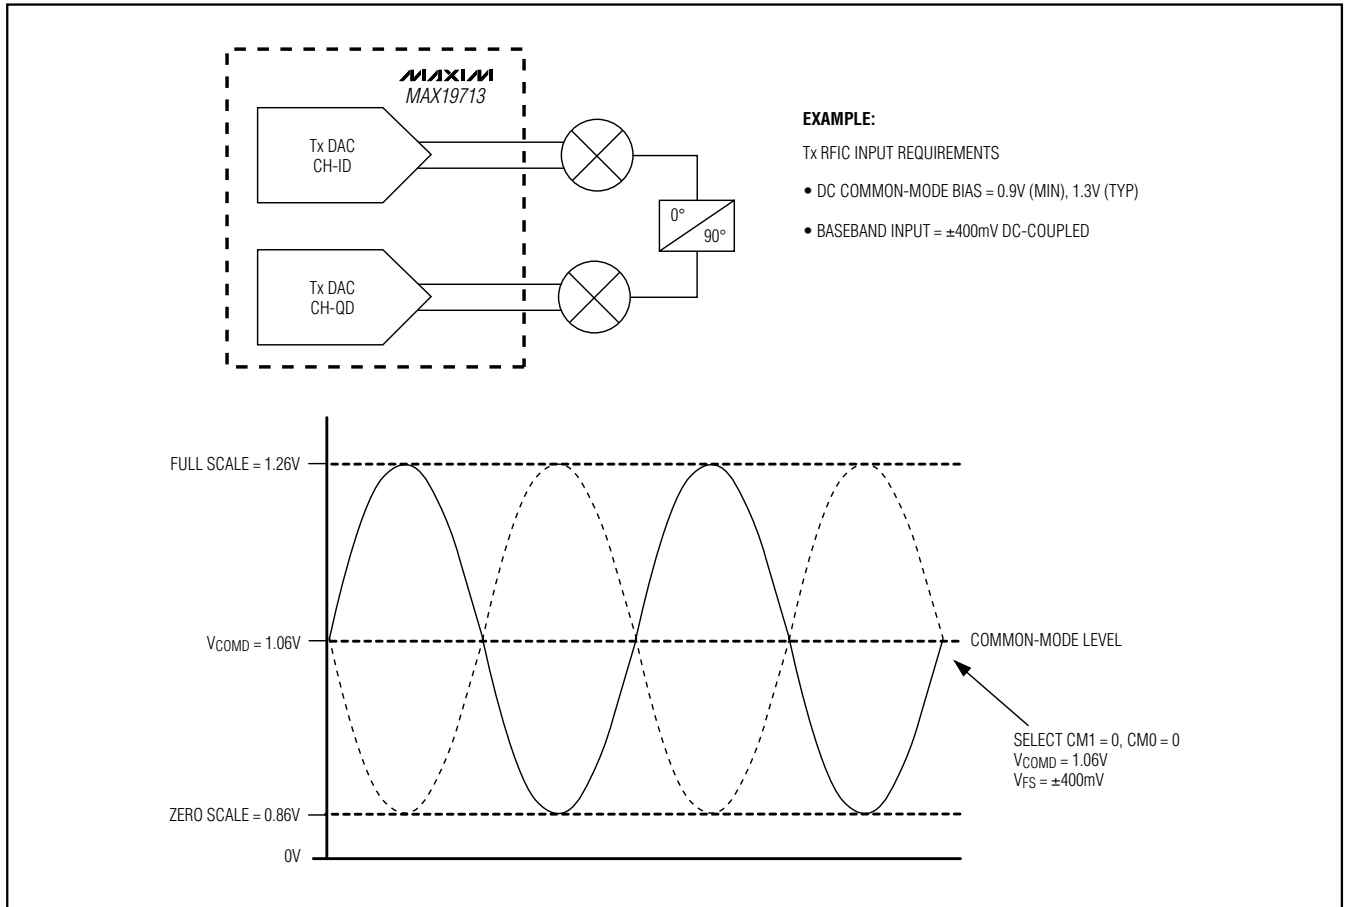 MAXIM
MAX19713
Tx DAC
CH-ID
0°
90°
Tx DAC
CH-QD
EXAMPLE:
Tx RFIC INPUT REQUIREMENTS
• DC COMMON-MODE BIAS = 0.9V (MIN), 1.3V (TYP)
• BASEBAND INPUT = ±400mV DC-COUPLED
FULL SCALE = 1.26V
VCOMD = 1.06V
COMMON-MODE LEVEL
SELECT CM1 = 0, CM0 = 0
VCOMD = 1.06V
VFS = ±400mV
ZERO SCALE = 0.86V
0V